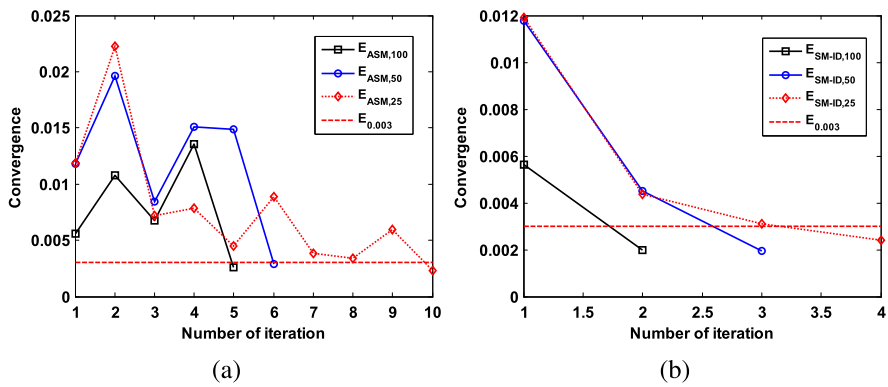 0.025
0.02
0.015
0.01
0.005
0
Convergence
1 2 3 4 5 6 7 8 9 10
Number of iteration
E_ASM,100
E_ASM,50
E_ASM,25
E_0.003
(a)
0.012
0.01
0.008
0.006
0.004
0.002
0
Convergence
1 1.5 2 2.5 3 3.5 4
Number of iteration
E_SM-ID,100
E_SM-ID,50
E_SM-ID,25
E_0.003
(b)